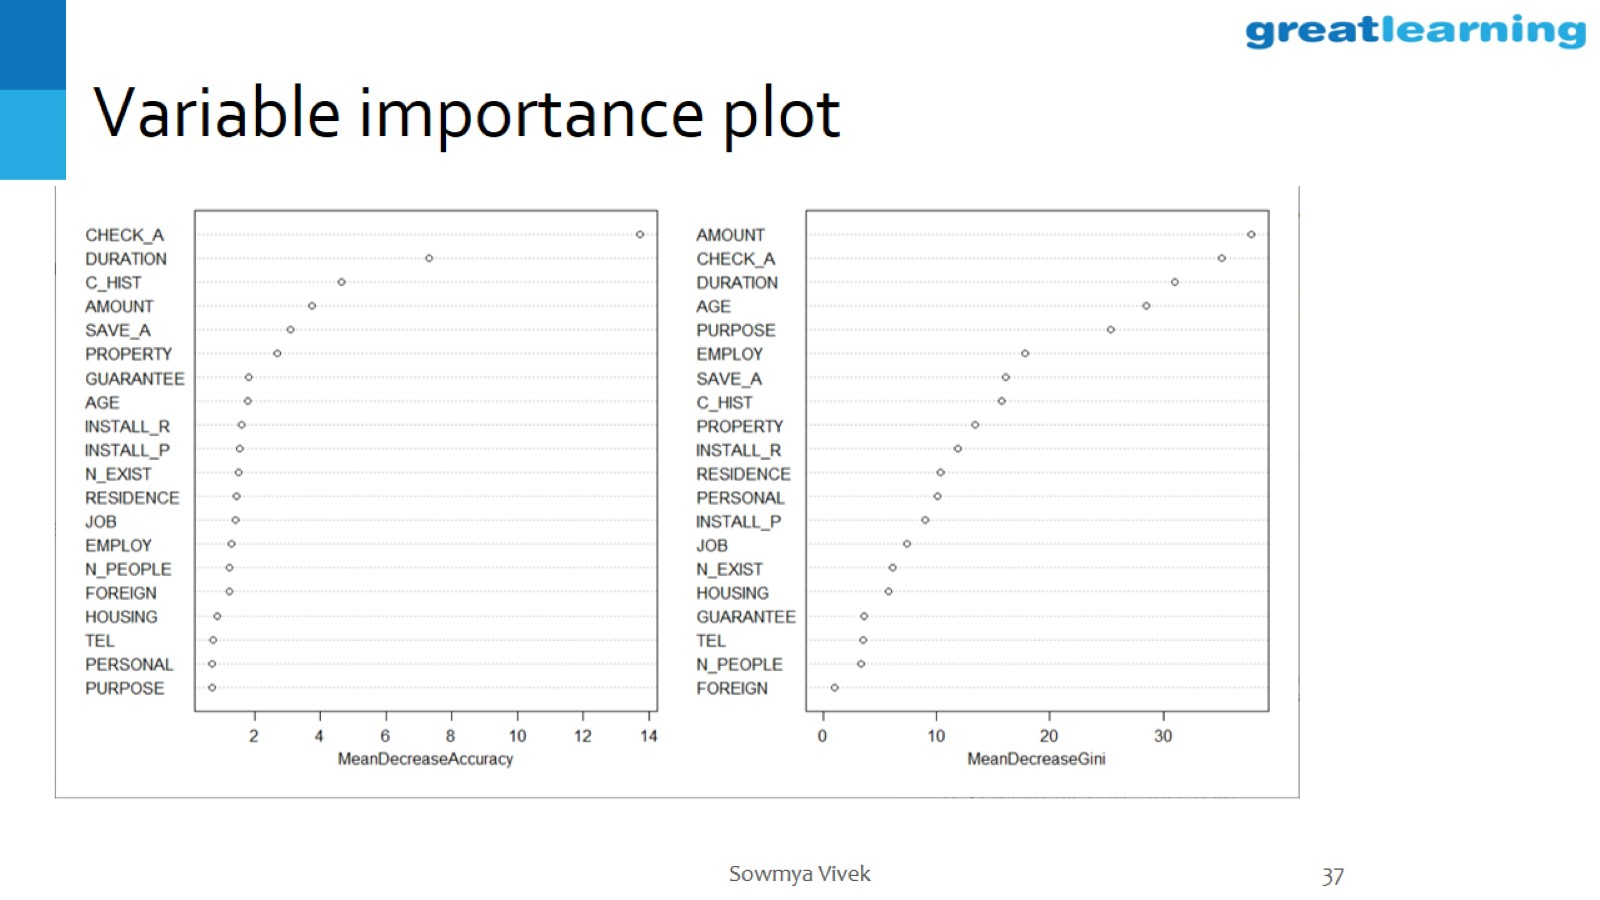 greatlearning
Variable importance plot
CHECK_A
DURATION
C_HIST
AMOUNT
SAVE_A
PROPERTY
GUARANTEE
AGE
INSTALL_R
INSTALL_P
N_EXIST
RESIDENCE
JOB
EMPLOY
N_PEOPLE
FOREIGN
HOUSING
TEL
PERSONAL
PURPOSE
2 4 6 8 10 12 14
MeanDecreaseAccuracy
AMOUNT
CHECK_A
DURATION
AGE
PURPOSE
EMPLOY
SAVE_A
C_HIST
PROPERTY
INSTALL_R
RESIDENCE
PERSONAL
INSTALL_P
JOB
N_EXIST
HOUSING
GUARANTEE
TEL
N_PEOPLE
FOREIGN
0 10 20 30
MeanDecreaseGini
Sowmya Vivek
37